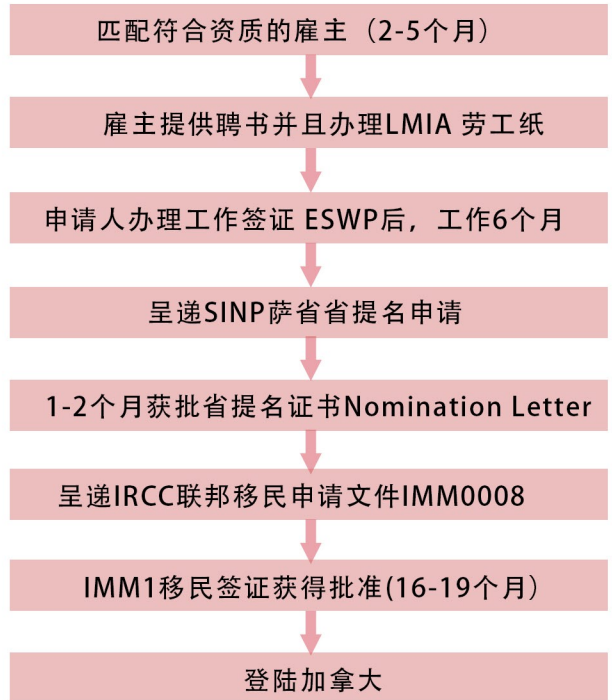 匹配符合资质的雇主（2-5个月）
雇主提供聘书并且办理LMIA 劳工纸
申请人办理工作签证 ESWP后，工作6个月
呈递SINP萨省省提名申请
1-2个月获批省提名证书Nomination Letter
呈递IRCC联邦移民申请文件IMM0008
IMM1移民签证获得批准(16-19个月）
登陆加拿大